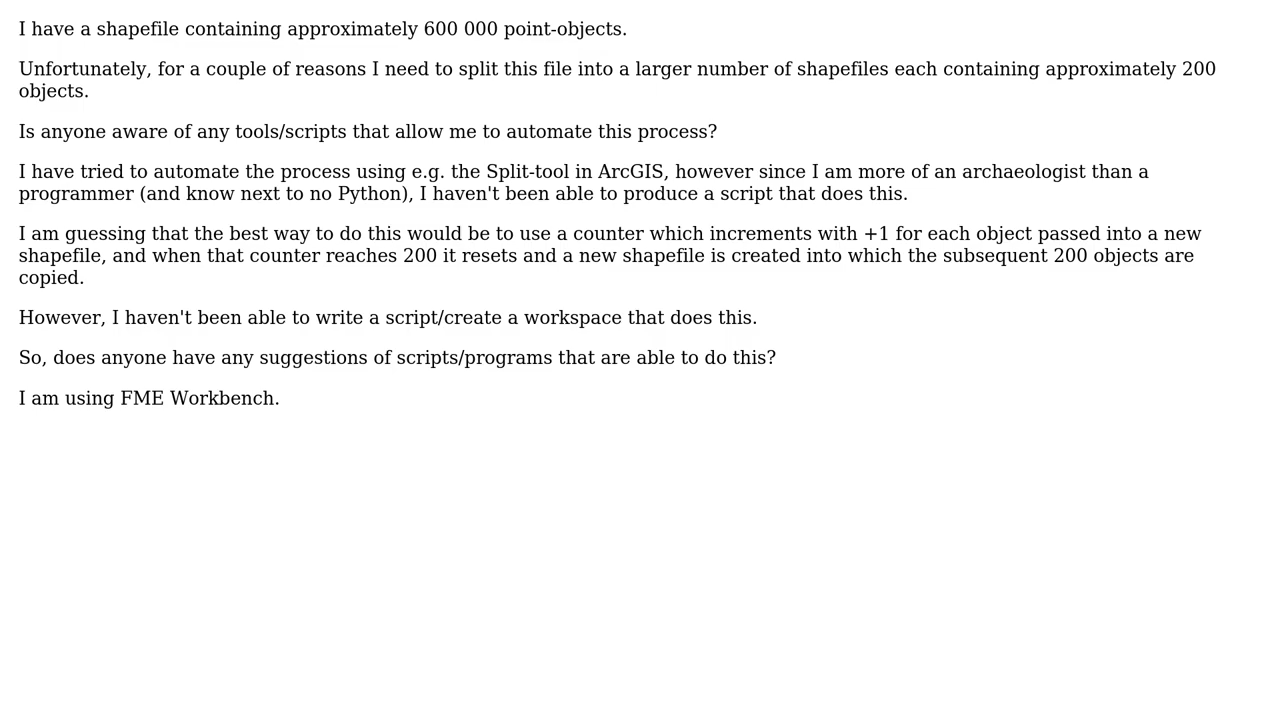 I have a shapefile containing approximately 600 000 point-objects.
Unfortunately, for a couple of reasons I need to split this file into a larger number of shapefiles each containing approximately 200
objects.
Is anyone aware of any tools/scripts that allow me to automate this process?
I have tried to automate the process using e.g. the Split-tool in ArcGIS, however since I am more of an archaeologist than a
programmer (and know next to no Python), I haven't been able to produce a script that does this.
I am guessing that the best way to do this would be to use a counter which increments with +1 for each object passed into a new
shapefile, and when that counter reaches 200 it resets and a new shapefile is created into which the subsequent 200 objects are
copied.
However, I haven't been able to write a script/create a workspace that does this.
So, does anyone have any suggestions of scripts/programs that are able to do this?
I am using FME Workbench.